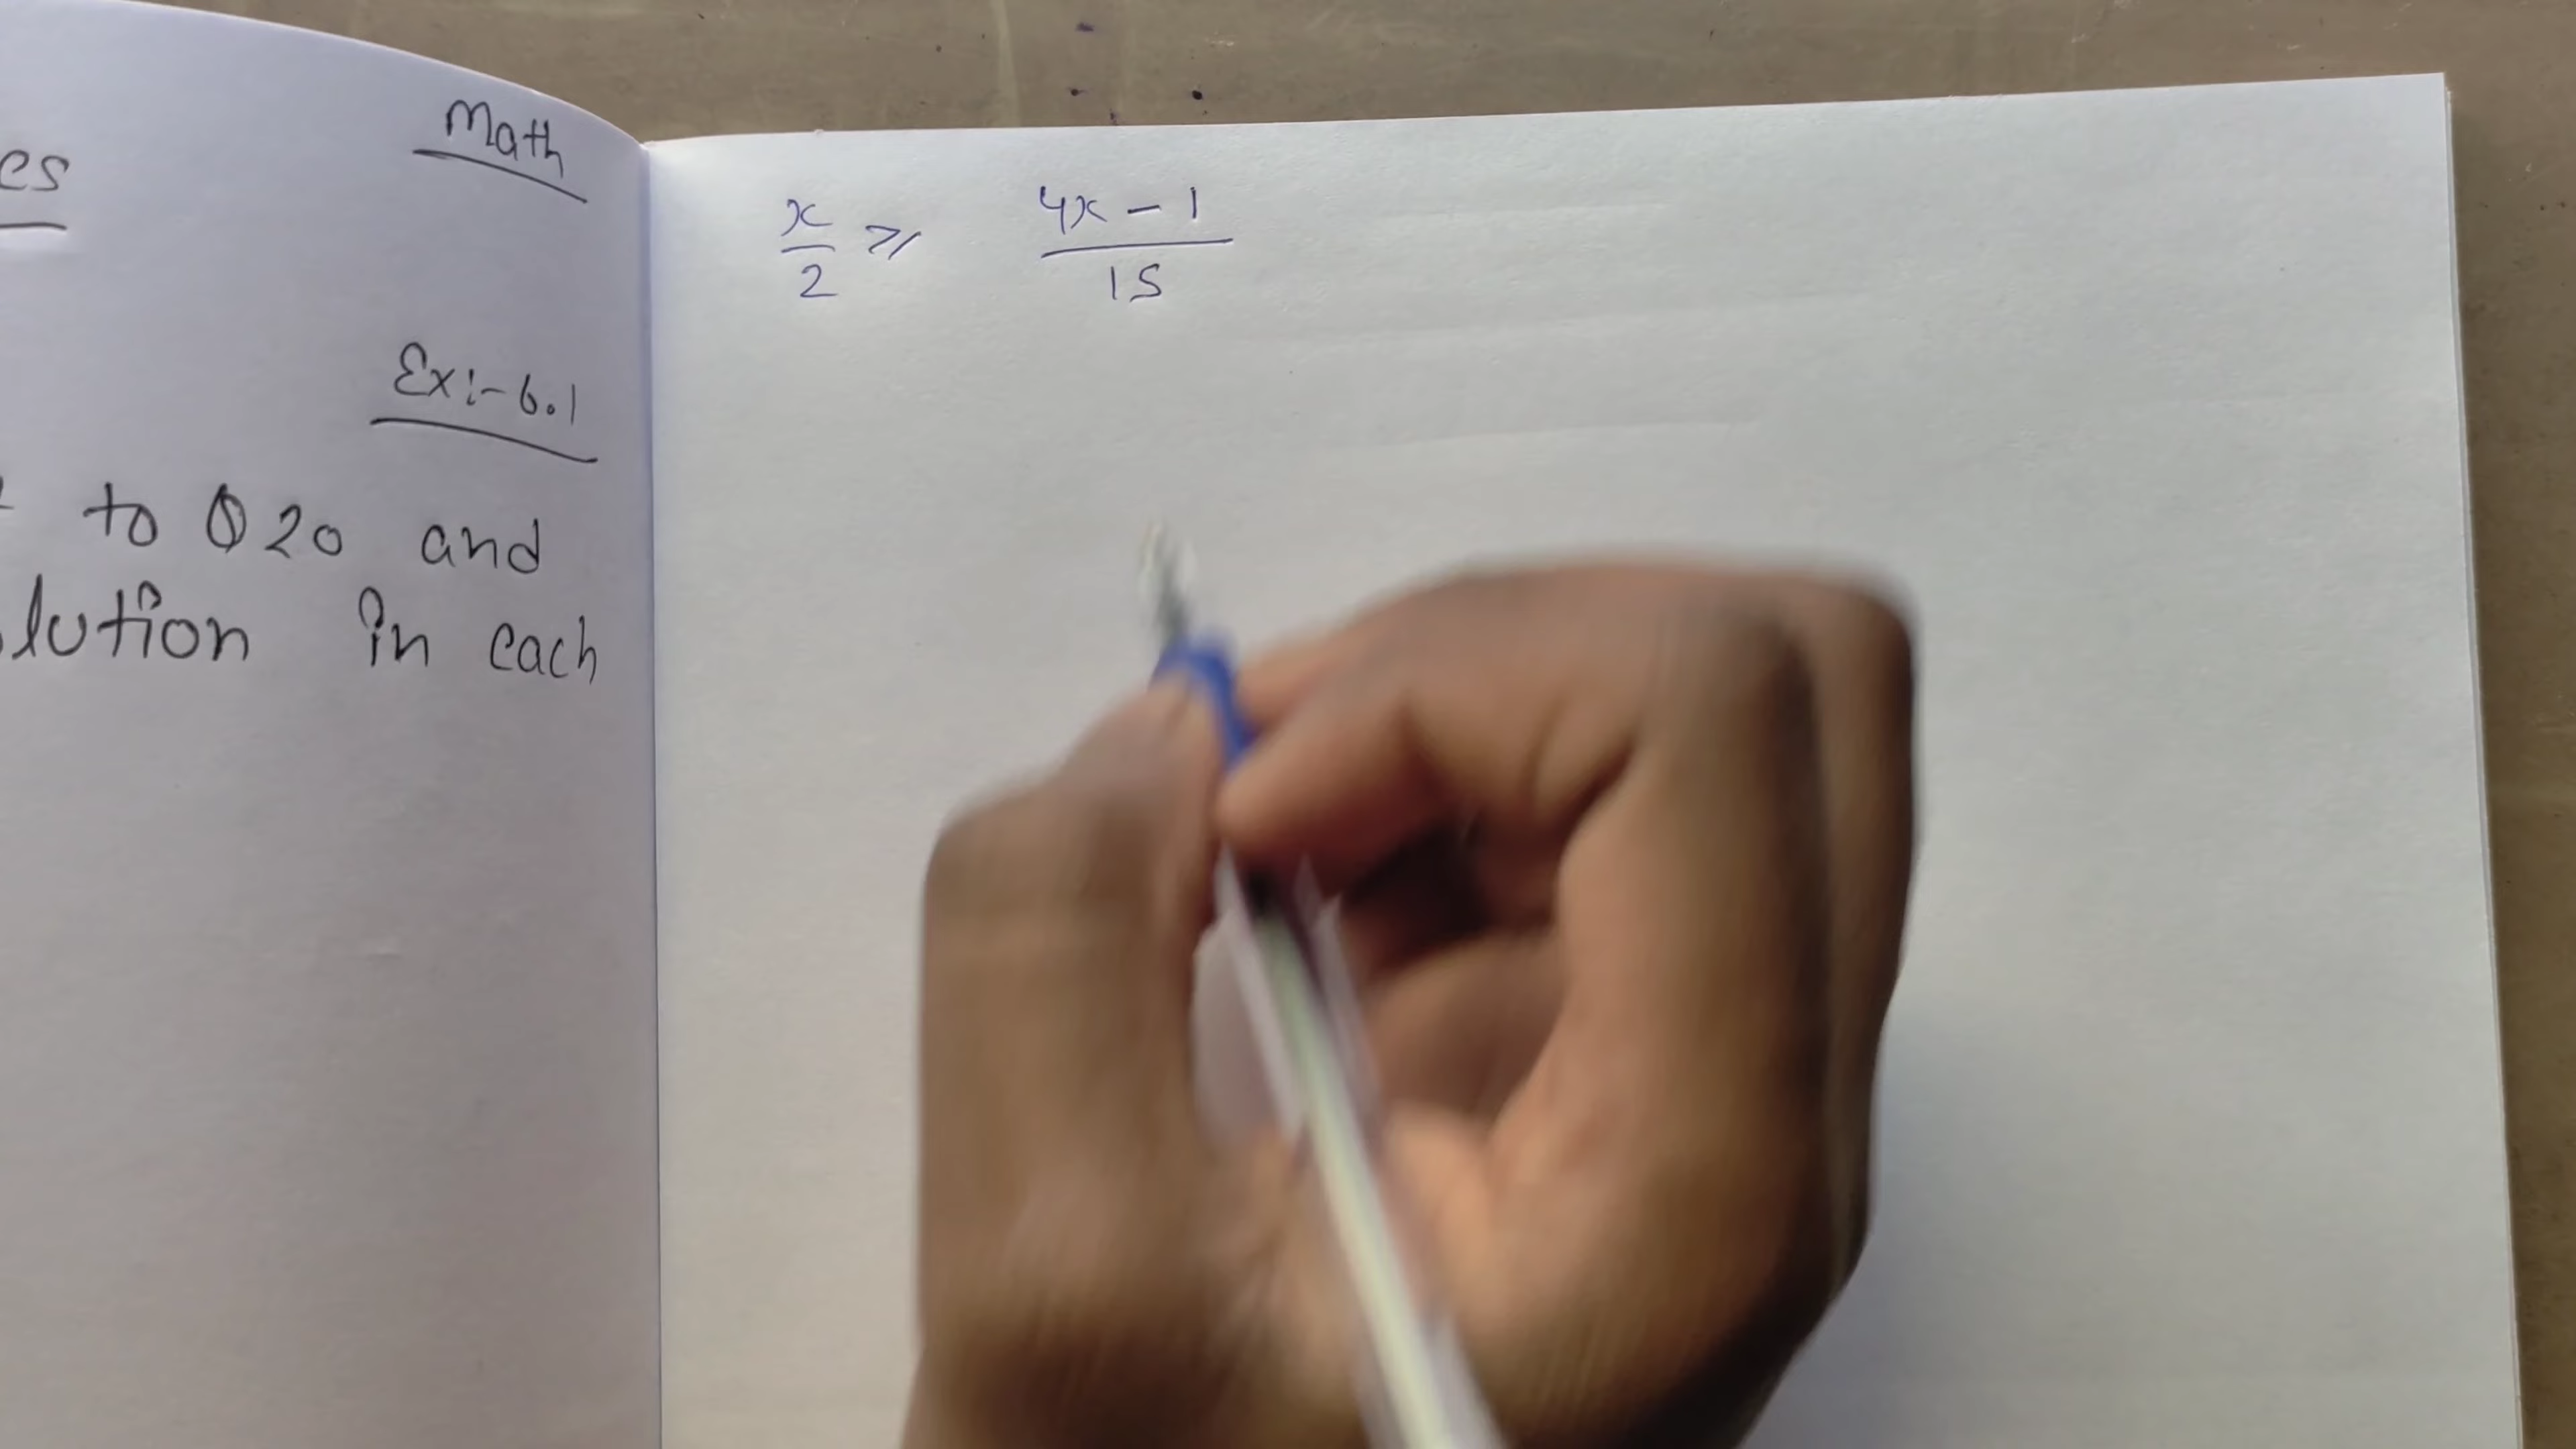 es Math
Ex:- 6.1
to Q20 and
lution in each
x/2 ⩾ 4x - 1/15